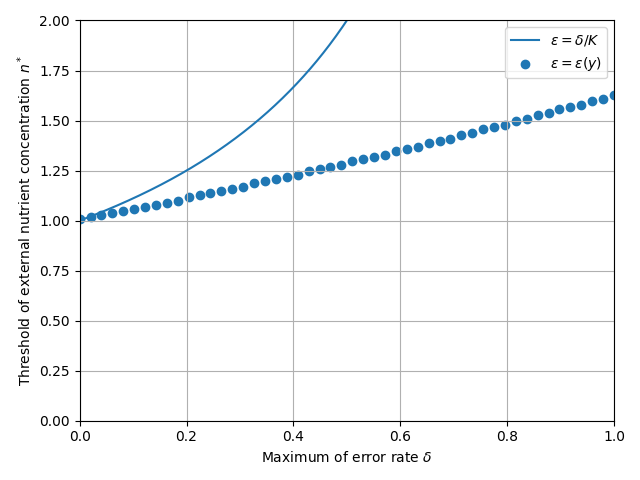 2.00
1.75
1.50
1.25
1.00
0.75
0.50
0.25
0.00
Threshold of external nutrient concentration n*
ε = δ/K
ε = ε(y)
0.0 0.2 0.4 0.6 0.8 1.0
Maximum of error rate δ